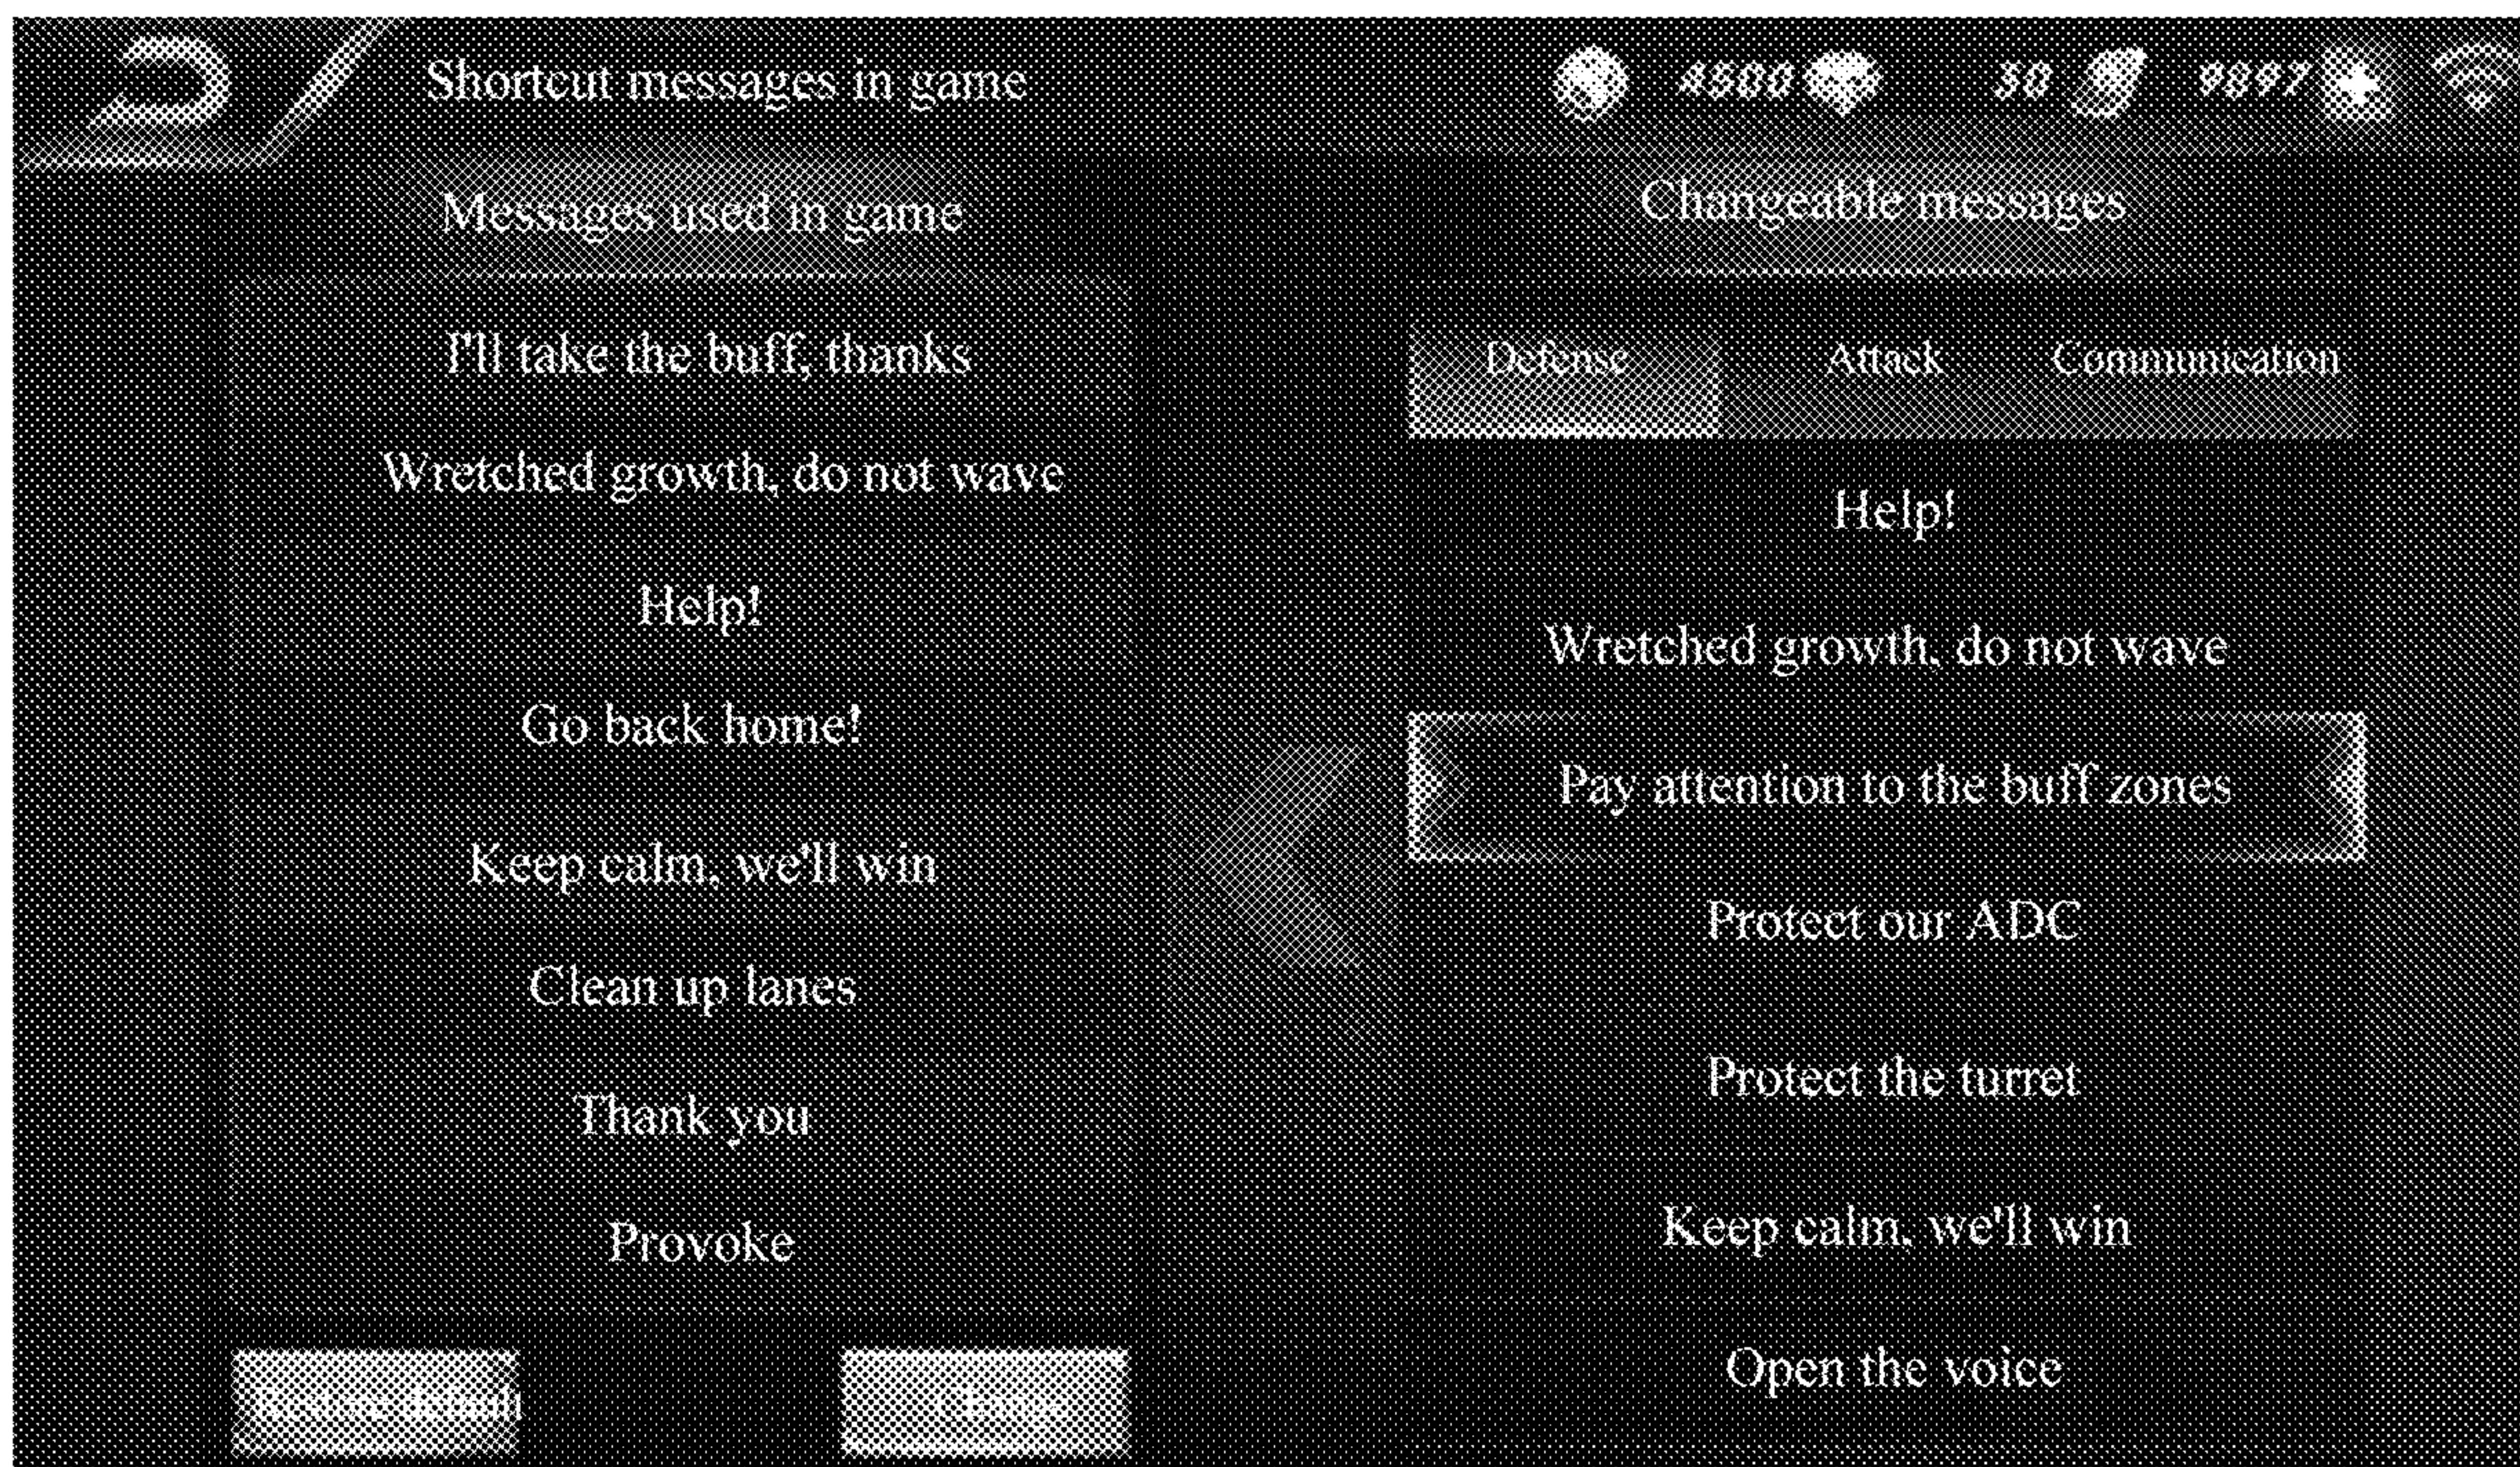 Shortcut messages in game
4500
50
9897
Messages used in game
I'll take the buff, thanks
Wretched growth, do not wave
Help!
Go back home!
Keep calm, we'll win
Clean up lanes
Thank you
Provoke
Changeable messages
Defense Attack Communication
Help!
Wretched growth, do not wave
Pay attention to the buff zones
Protect our ADC
Protect the turret
Keep calm, we'll win
Open the voice